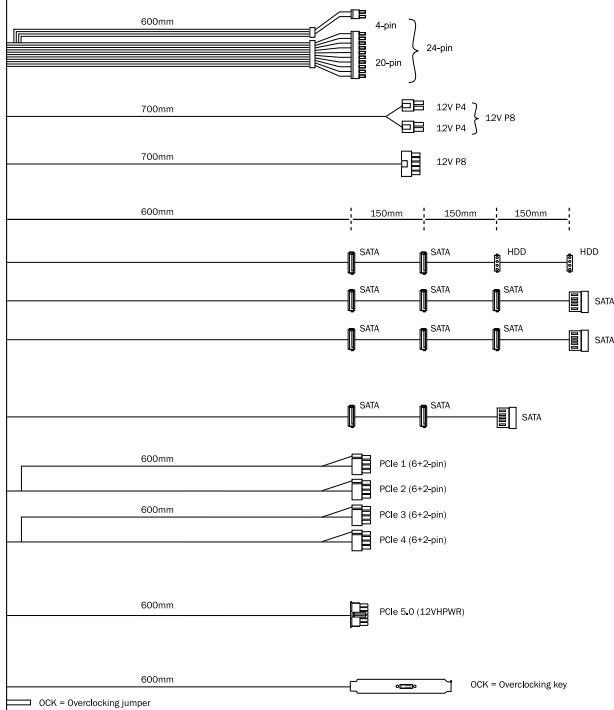 600mm
4-pin
24-pin
20-pin
700mm
12V P4
12V P8
12V P4
700mm
12V P8
600mm 150mm 150mm 150mm
SATA SATA HDD HDD
SATA SATA SATA
SATA
SATA SATA SATA
SATA
SATA SATA
SATA
600mm
PCIe 1 (6+2-pin)
PCIe 2 (6+2-pin)
600mm
PCIe 3 (6+2-pin)
PCIe 4 (6+2-pin)
600mm
PCIe 5.0 (12VHPWR)
600mm
OCK = Overclocking key
OCK = Overclocking jumper